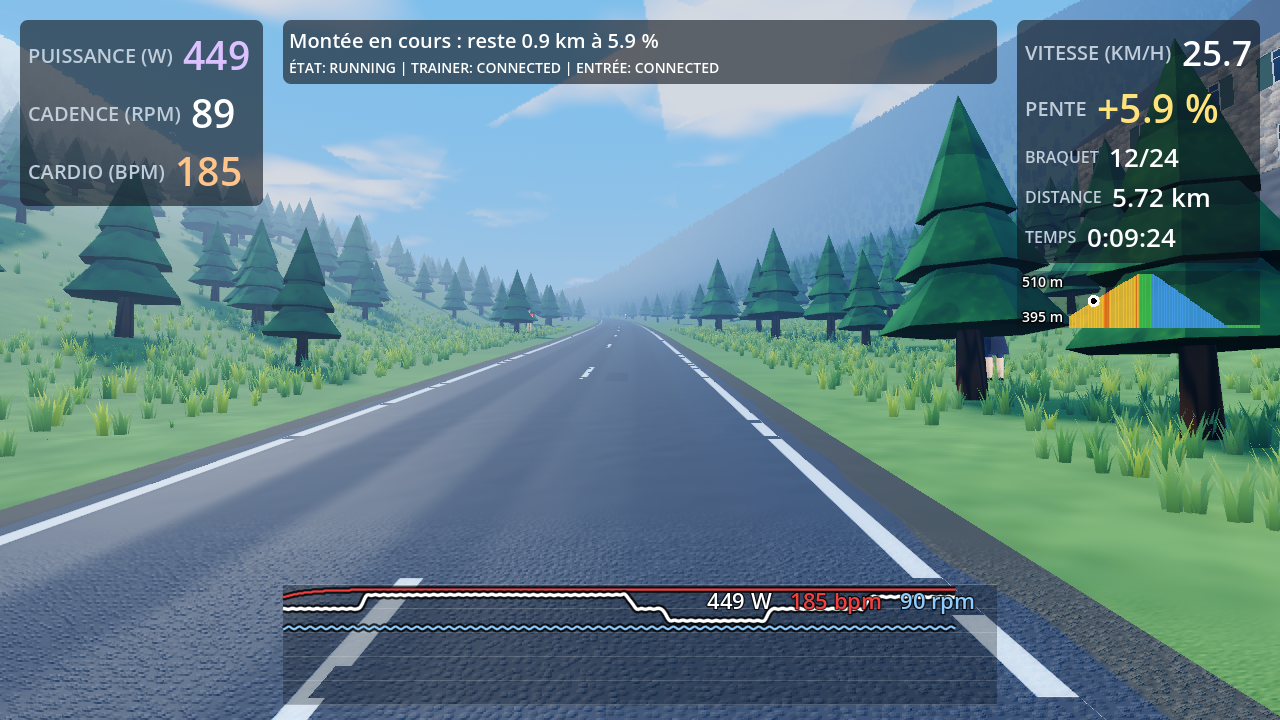 PUISSANCE (W) 449
CADENCE (RPM) 89
CARDIO (BPM) 185
Montée en cours : reste 0.9 km à 5.9 %
ÉTAT: RUNNING | TRAINER: CONNECTED | ENTRÉE: CONNECTED
VITESSE (KM/H) 25.7
PENTE +5.9 %
BRAQUET 12/24
DISTANCE 5.72 km
TEMPS 0:09:24
510 m
395 m
449 W 185 bpm 90 rpm